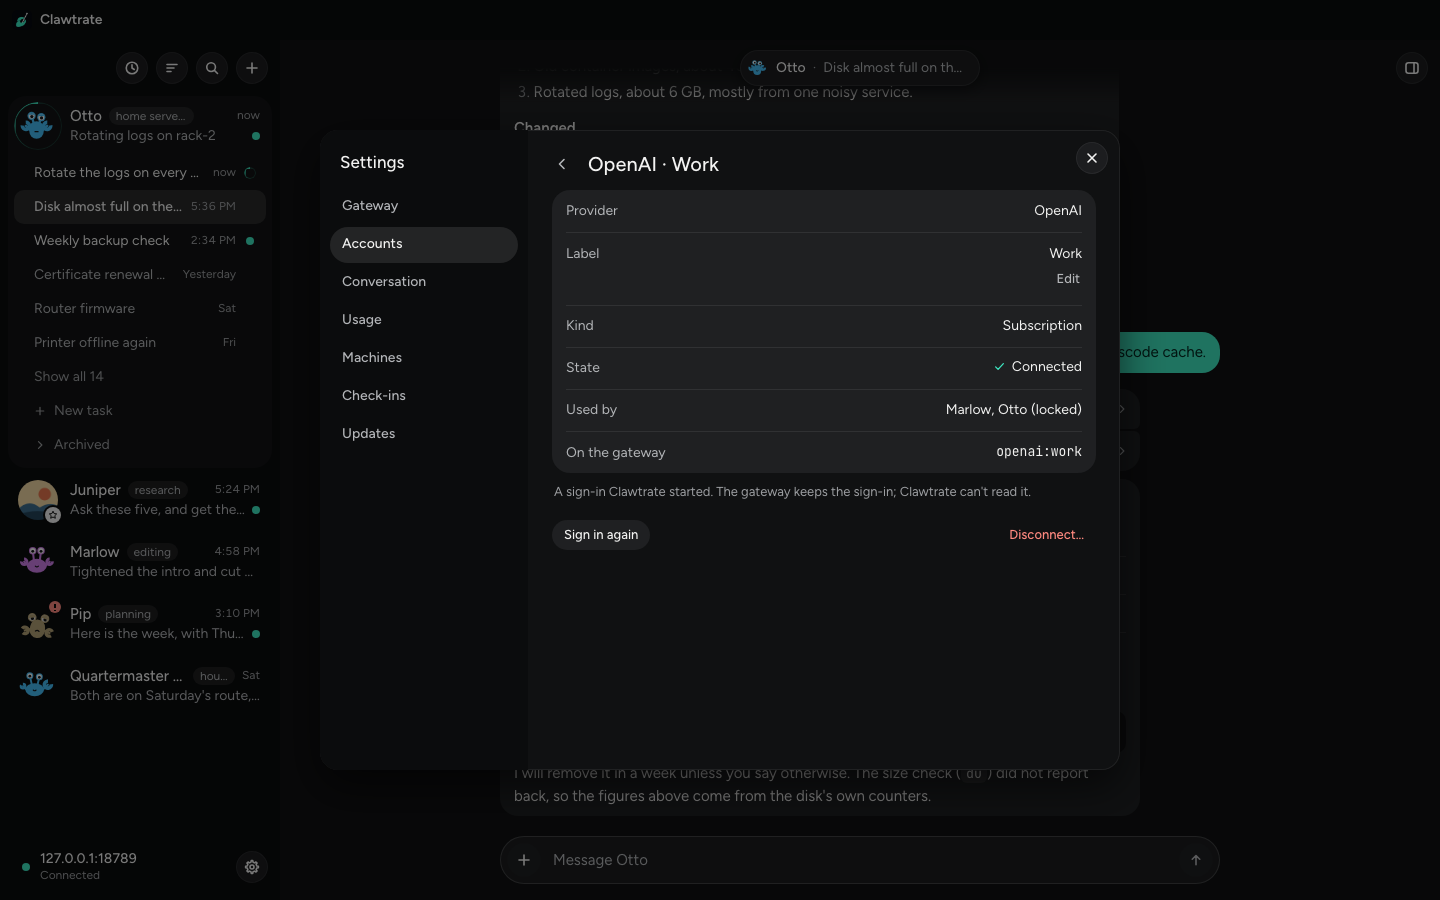 Clawtrate
Otto · Disk almost full on th...
Otto home serve... now
Rotating logs on rack-2
Rotate the logs on every ... now
Disk almost full on the... 5:36 PM
Weekly backup check 2:34 PM
Certificate renewal ... Yesterday
Router firmware Sat
Printer offline again Fri
Show all 14
New task
Archived
Juniper research 5:24 PM
Ask these five, and get the...
Marlow editing 4:58 PM
Tightened the intro and cut ...
Pip planning 3:10 PM
Here is the week, with Thu...
Quartermaster ... hou... Sat
Both are on Saturday's route,...
127.0.0.1:18789
Connected
3. Rotated logs, about 6 GB, mostly from one noisy service.
Changed
Settings
Gateway
Accounts
Conversation
Usage
Machines
Check-ins
Updates
OpenAI · Work
Provider OpenAI
Label Work
Edit
Kind Subscription
State Connected
Used by Marlow, Otto (locked)
On the gateway openai:work
A sign-in Clawtrate started. The gateway keeps the sign-in; Clawtrate can't read it.
Sign in again Disconnect...
scode cache.
I will remove it in a week unless you say otherwise. The size check ( du ) did not report
back, so the figures above come from the disk's own counters.
Message Otto